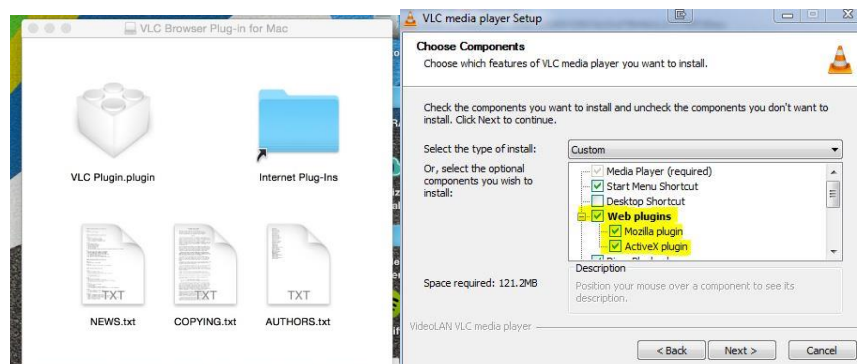 VLC Browser Plug-in for Mac
VLC Plugin.plugin
Internet Plug-Ins
TXT
TXT
TXT
NEWS.txt
COPYING.txt
AUTHORS.txt
VLC media player Setup
Choose Components
Choose which features of VLC media player you want to install.
Check the components you want to install and uncheck the components you don't want to
install. Click Next to continue.
Select the type of install:
Custom
Or, select the optional
components you wish to
install:
Media Player (required)
Start Menu Shortcut
Desktop Shortcut
Web plugins
Mozilla plugin
ActiveX plugin
Space required: 121.2MB
Description
Position your mouse over a component to see its
description.
VideoLAN VLC media player
< Back
Next >
Cancel